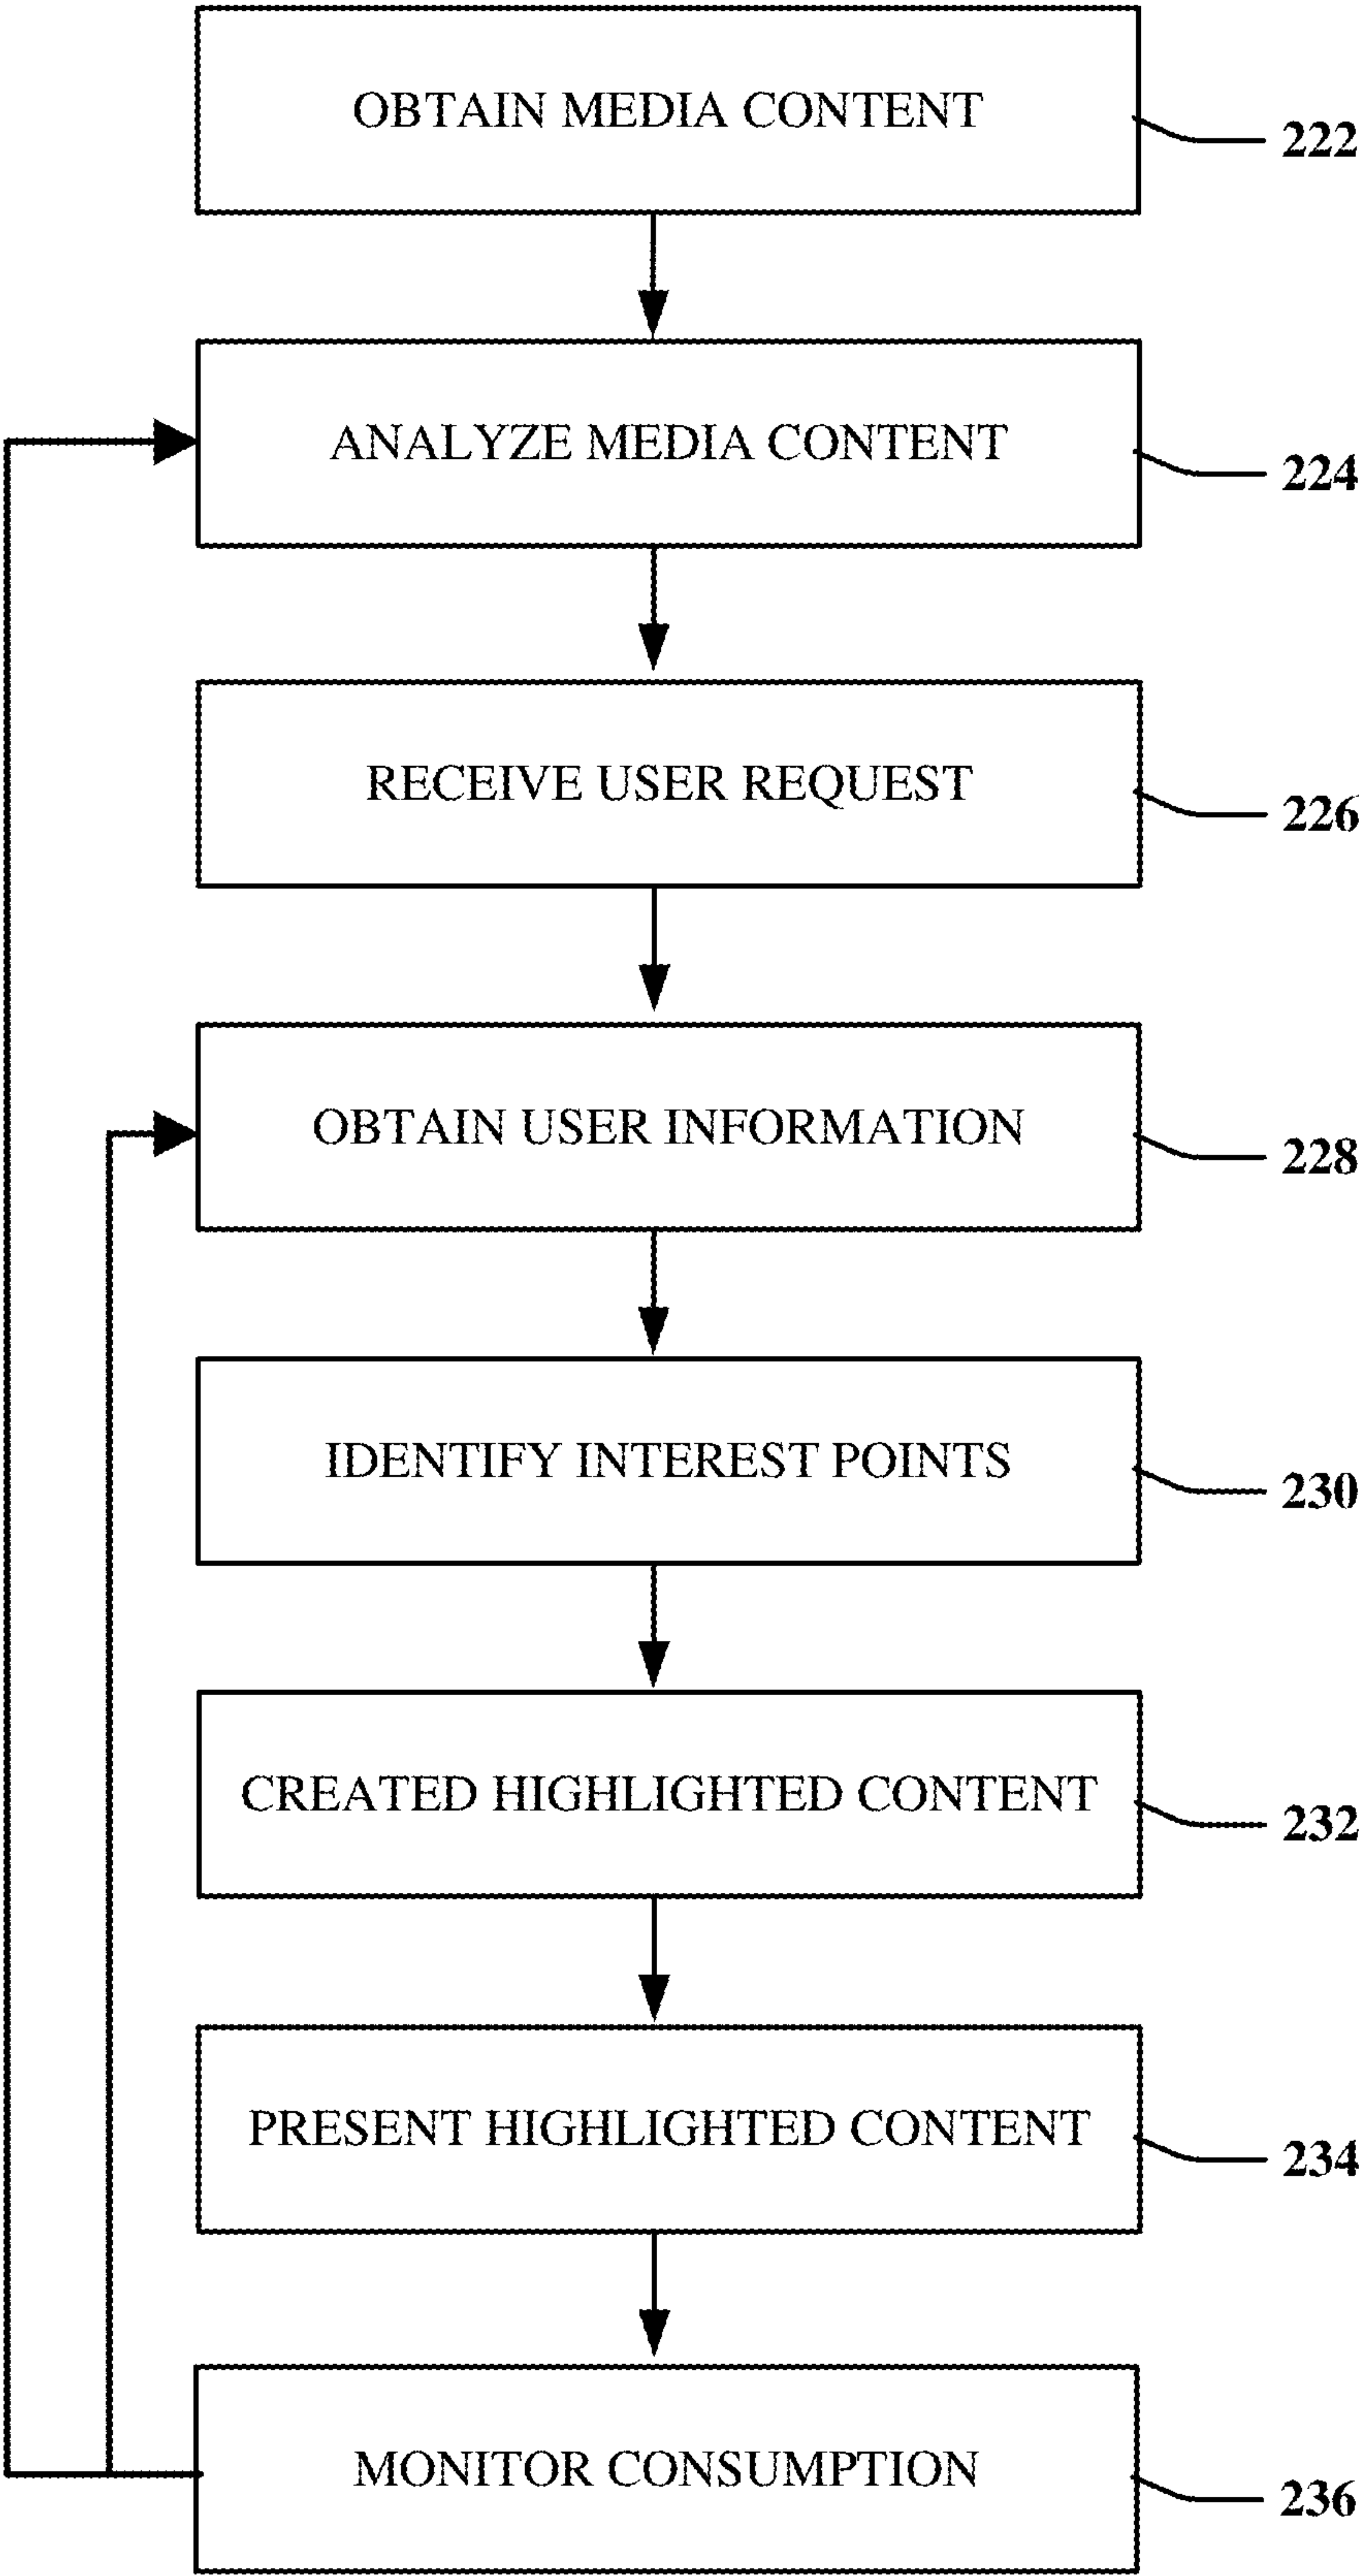 OBTAIN MEDIA CONTENT
222
ANALYZE MEDIA CONTENT
224
RECEIVE USER REQUEST
226
OBTAIN USER INFORMATION
228
IDENTIFY INTEREST POINTS
230
CREATED HIGHLIGHTED CONTENT
232
PRESENT HIGHLIGHTED CONTENT
234
MONITOR CONSUMPTION
236